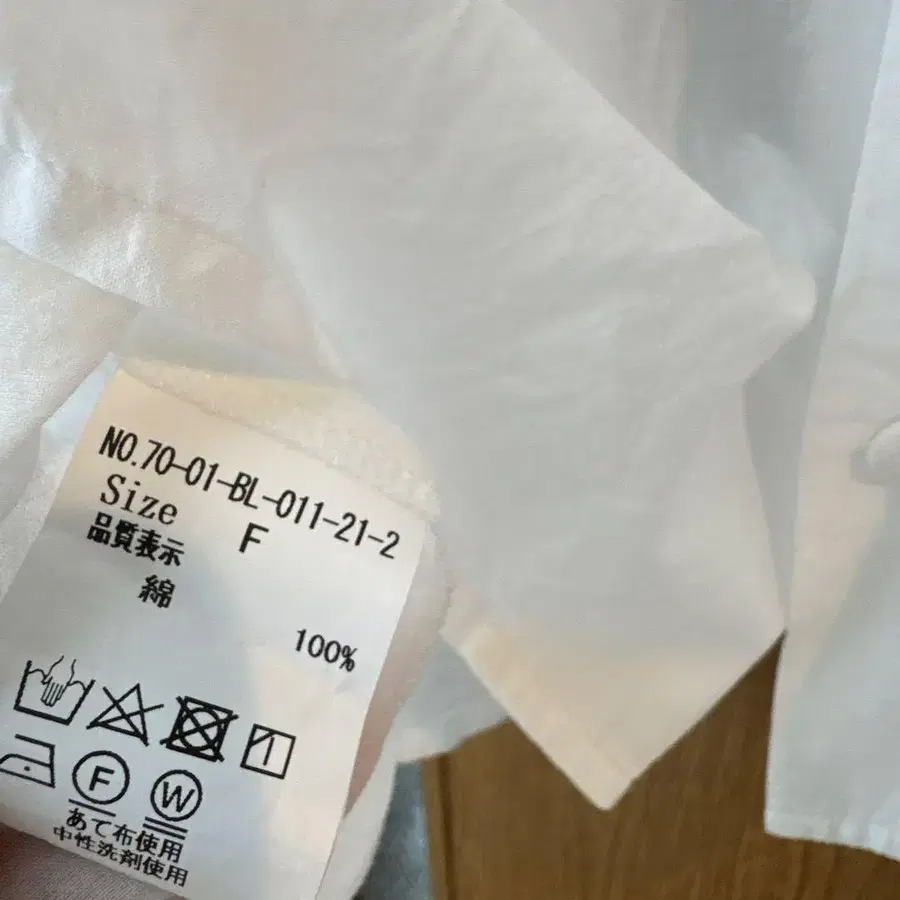 NO.70-01-BL-011-21-2
Size F
品質表示
綿
100%
F W
あて布使用
中性洗剤使用